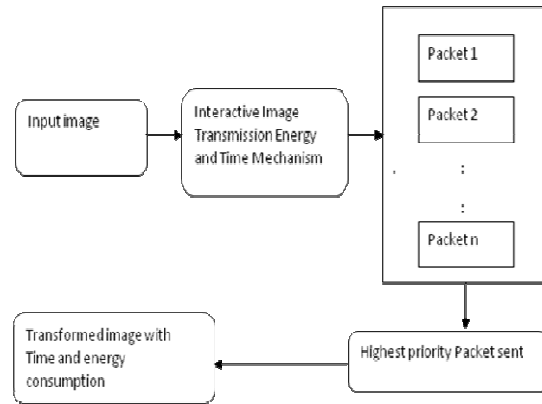 Packet 1
Input image
Interactive Image
Transmission Energy
and Time Mechanism
Packet 2
.
:
:
Packet n
Transformed image with
Time and energy
consumption
Highest priority Packet sent